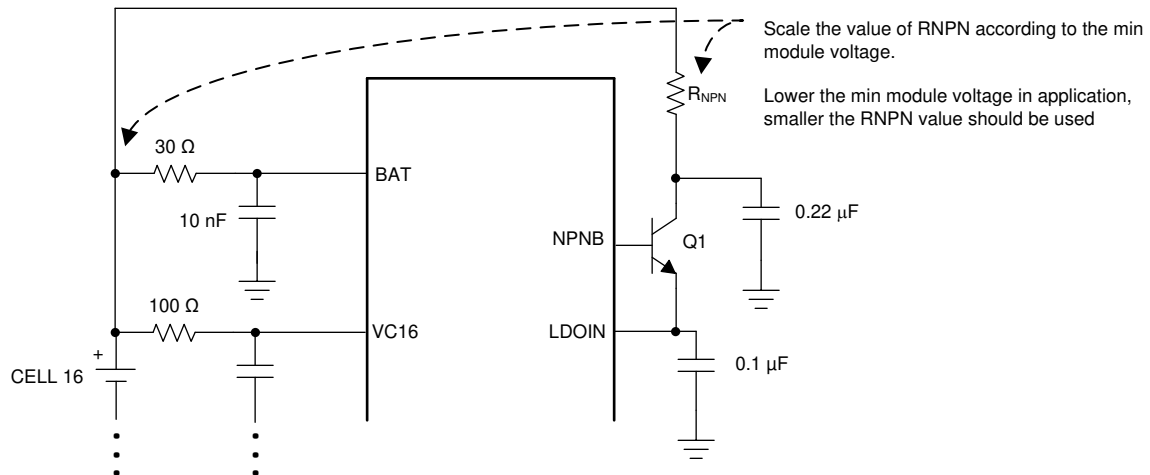 Scale the value of RNPN according to the min
module voltage.
Lower the min module voltage in application,
smaller the RNPN value should be used
RNPN
30 Ω
BAT
10 nF
0.22 μF
NPNB
Q1
100 Ω
VC16
LDOIN
+
CELL 16
0.1 μF